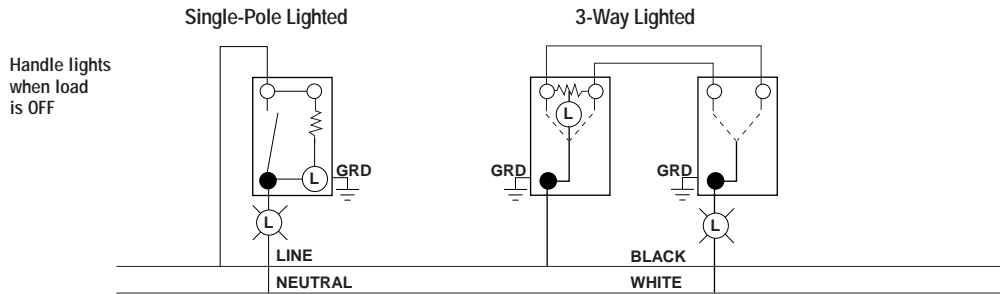 Single-Pole Lighted
3-Way Lighted
Handle lights
when load
is OFF
L
L
GRD
GRD
GRD
L
L
LINE
BLACK
NEUTRAL
WHITE